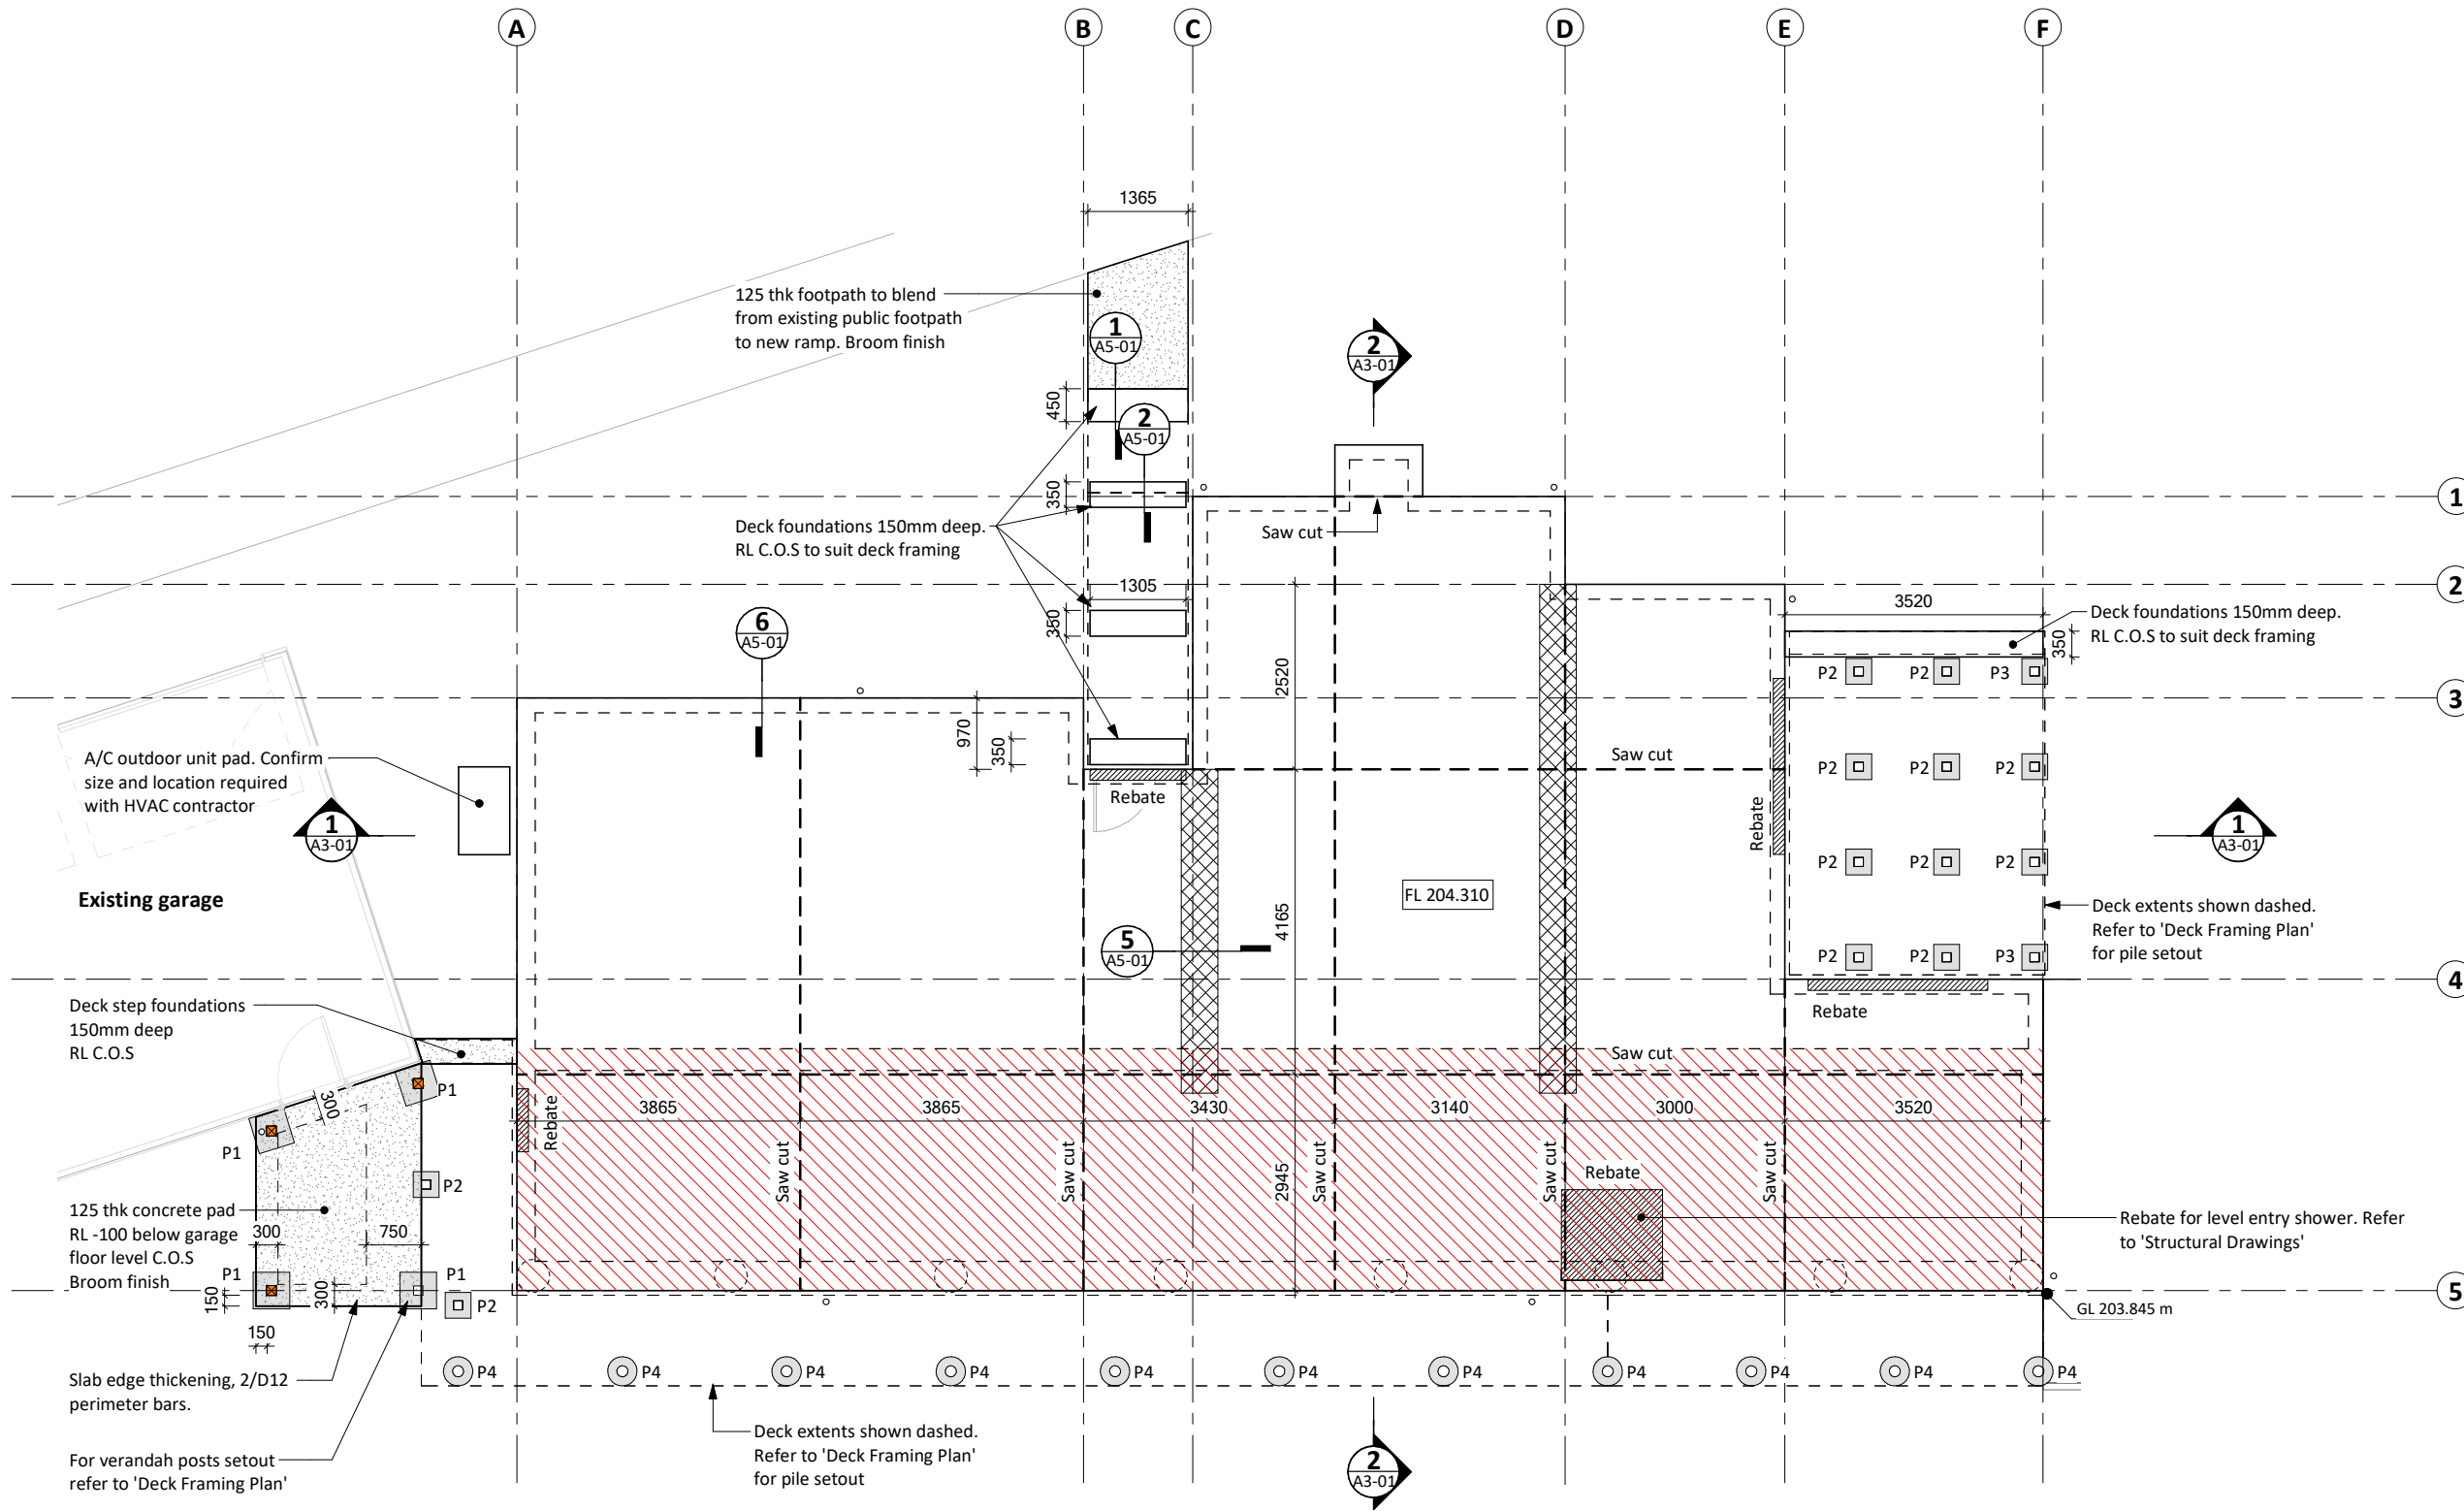 A
B
C
D
E
F
1365
125 thk footpath to blend
from existing public footpath
to new ramp. Broom finish
1
A5-01
2
A3-01
450
2
A5-01
350
1
Deck foundations 150mm deep.
RL C.O.S to suit deck framing
Saw cut
2
1305
350
3520
Deck foundations 150mm deep.
RL C.O.S to suit deck framing
350
6
A5-01
2520
P2
P2
P3
3
970
350
A/C outdoor unit pad. Confirm
size and location required
with HVAC contractor
Saw cut
P2
P2
P2
Rebate
Rebate
1
A3-01
1
A3-01
P2
P2
P2
Existing garage
FL 204.310
4165
5
A5-01
Deck extents shown dashed.
Refer to 'Deck Framing Plan'
for pile setout
P2
P2
P3
4
Deck step foundations
150mm deep
RL C.O.S
Rebate
Saw cut
P1
300
Rebate
3865
3865
3430
3140
3000
3520
P1
Saw cut
Saw cut
2945
Saw cut
Saw cut
Saw cut
Rebate
P2
125 thk concrete pad
RL -100 below garage
floor level C.O.S
Broom finish
300
750
Rebate for level entry shower. Refer
to 'Structural Drawings'
P1
P1
150
300
P2
5
GL 203.845 m
150
Slab edge thickening, 2/D12
perimeter bars.
P4
P4
P4
P4
P4
P4
P4
P4
P4
P4
P4
Deck extents shown dashed.
Refer to 'Deck Framing Plan'
for pile setout
For verandah posts setout
refer to 'Deck Framing Plan'
2
A3-01